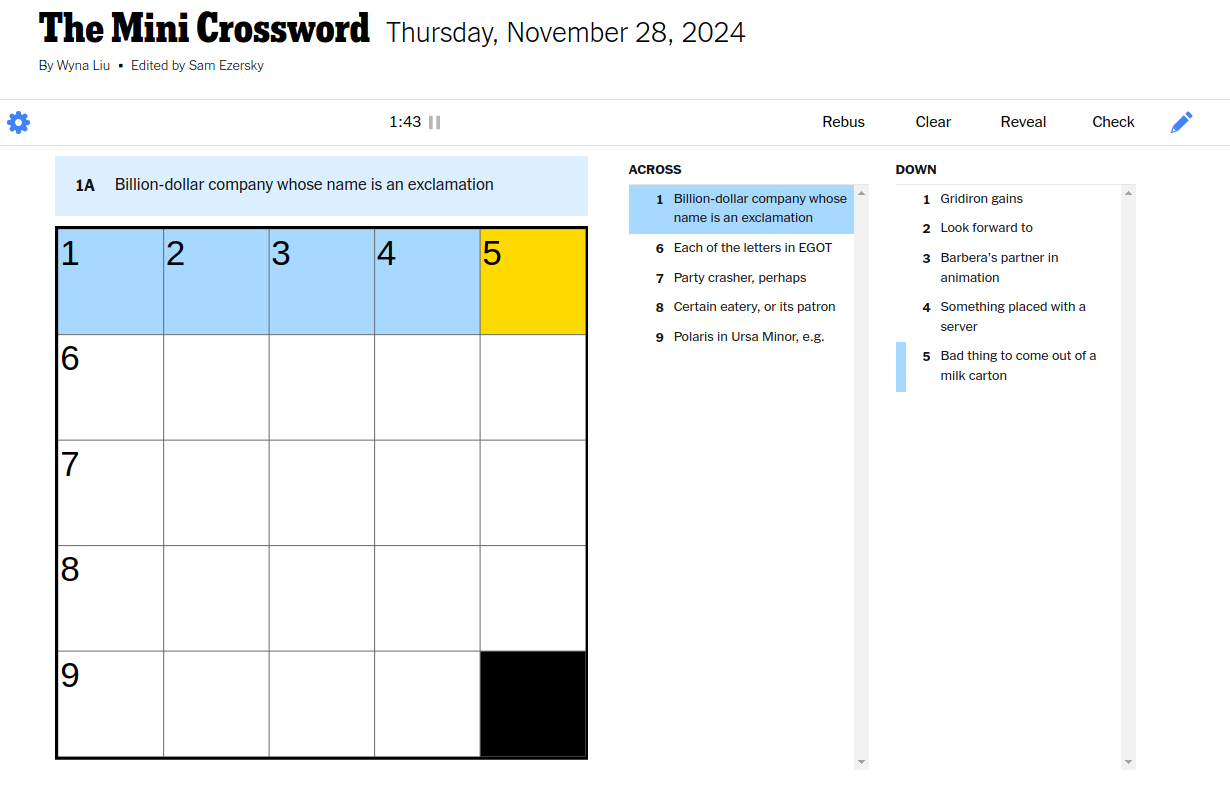 The Mini Crossword Thursday, November 28, 2024
By Wyna Liu ▪ Edited by Sam Ezersky
1:43
Rebus Clear Reveal Check
1A Billion-dollar company whose name is an exclamation
1 2 3 4 5
6
7
8
9
ACROSS
1 Billion-dollar company whose
name is an exclamation
6 Each of the letters in EGOT
7 Party crasher, perhaps
8 Certain eatery, or its patron
9 Polaris in Ursa Minor, e.g.
DOWN
1 Gridiron gains
2 Look forward to
3 Barbera's partner in
animation
4 Something placed with a
server
5 Bad thing to come out of a
milk carton